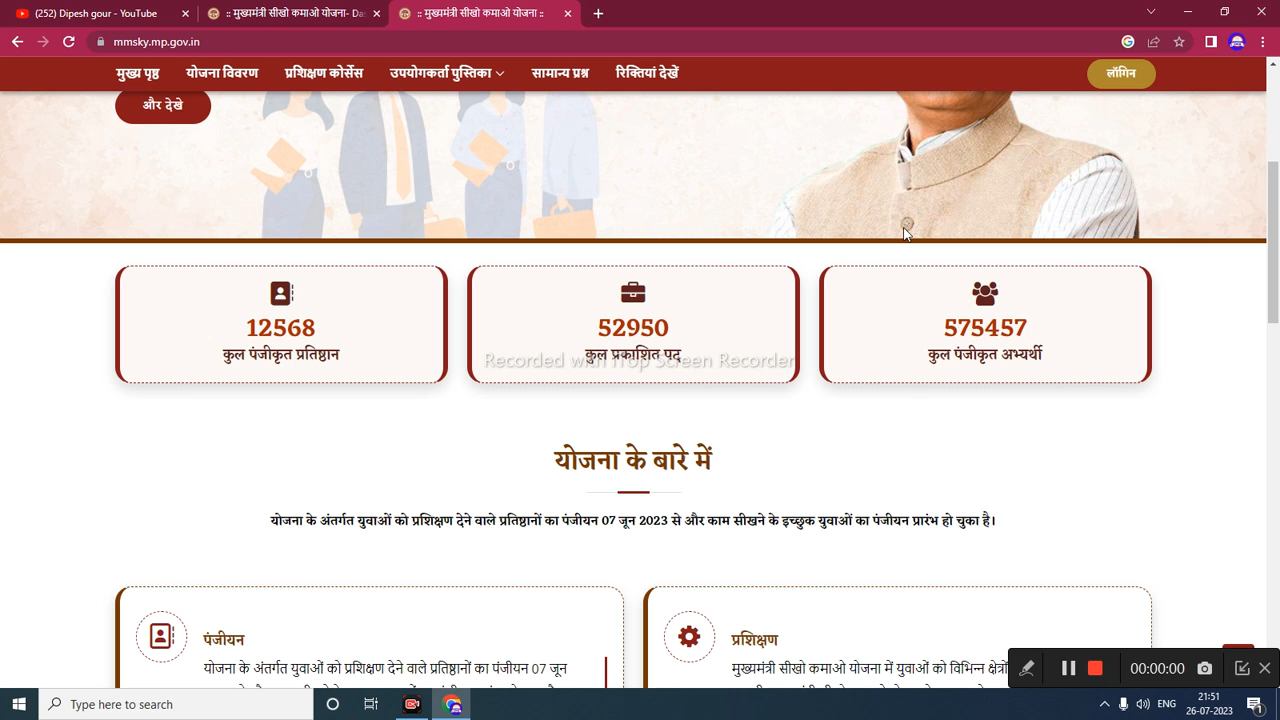 (252) Dipesh gour - YouTube
:: मुख्यमंत्री सीखो कमाओ योजना- Da
:: मुख्यमंत्री सीखो कमाओ योजना ::
mmsky.mp.gov.in
मुख्य पृष्ठ योजना विवरण प्रशिक्षण कोर्सेस उपयोगकर्ता पुस्तिका सामान्य प्रश्न रिक्तियां देखें लॉगिन
और देखे
12568
कुल पंजीकृत प्रतिष्ठान
52950
कुल प्रकाशित पद
575457
कुल पंजीकृत अभ्यर्थी
Recorded with iTop Screen Recorder
योजना के बारे में
योजना के अंतर्गत युवाओं को प्रशिक्षण देने वाले प्रतिष्ठानों का पंजीयन 07 जून 2023 से और काम सीखने के इच्छुक युवाओं का पंजीयन प्रारंभ हो चुका है।
पंजीयन
योजना के अंतर्गत युवाओं को प्रशिक्षण देने वाले प्रतिष्ठानों का पंजीयन 07 जून
प्रशिक्षण
मुख्यमंत्री सीखो कमाओ योजना में युवाओं को विभिन्न क्षेत्रों
00:00:00
Type here to search
ENG
21:51
26-07-2023
1